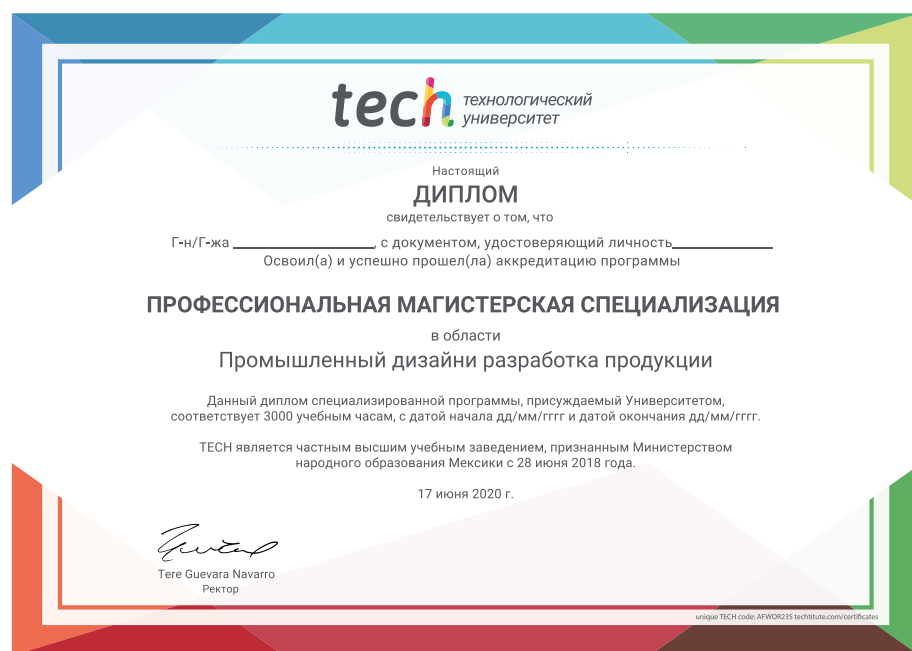 tech технологический
университет
Настоящий
ДИПЛОМ
свидетельствует о том, что
Г-н/Г-жа ____________________, с документом, удостоверяющий личность______________
Освоил(а) и успешно прошел(ла) аккредитацию программы
ПРОФЕССИОНАЛЬНАЯ МАГИСТЕРСКАЯ СПЕЦИАЛИЗАЦИЯ
в области
Промышленный дизайни разработка продукции
Данный диплом специализированной программы, присуждаемый Университетом,
соответствует 3000 учебным часам, с датой начала дд/мм/гггг и датой окончания дд/мм/гггг.
TECH является частным высшим учебным заведением, признанным Министерством
народного образования Мексики с 28 июня 2018 года.
17 июня 2020 г.
Tere Guevara Navarro
Ректор
unique TECH code: AFWOR23S techtitute.com/certificates